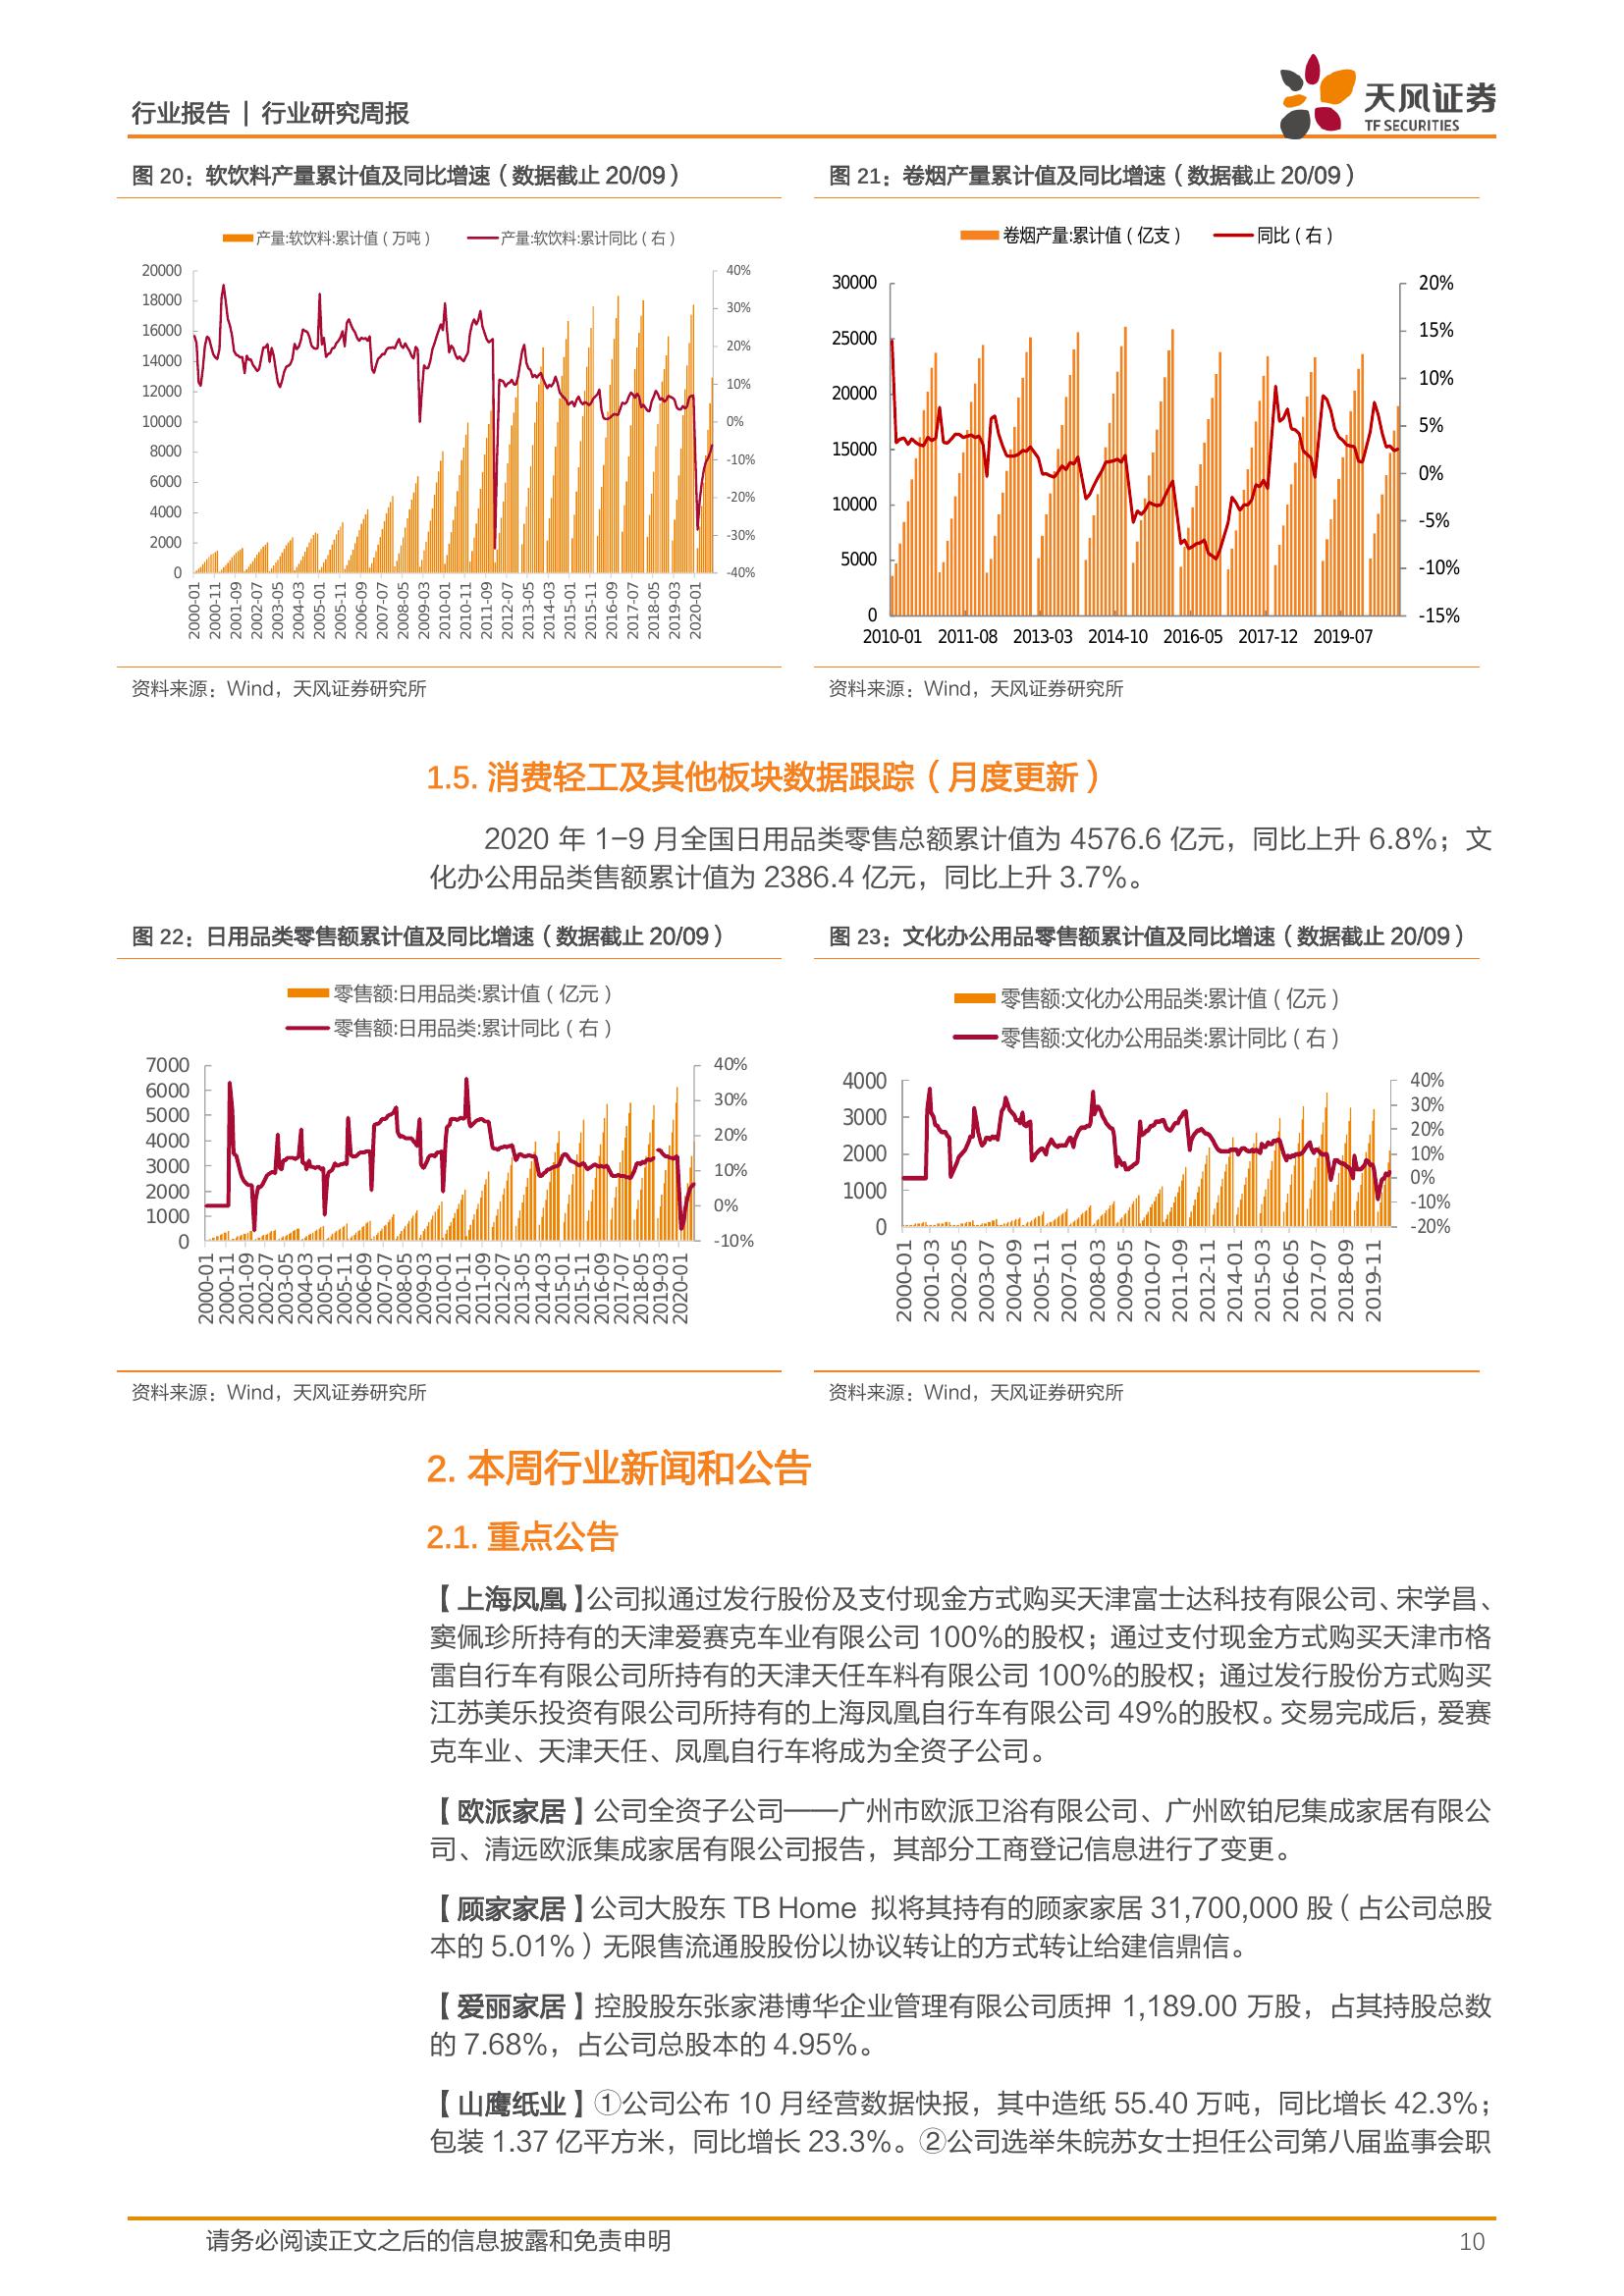 行业报告 | 行业研究周报
天风证券
TF SECURITIES
图 20：软饮料产量累计值及同比增速（数据截止 20/09）
产量:软饮料:累计值（万吨） 产量:软饮料:累计同比（右）
20000
18000
16000
14000
12000
10000
8000
6000
4000
2000
0
40%
30%
20%
10%
0%
-10%
-20%
-30%
-40%
2000-01 2000-11 2001-09 2002-07 2003-05 2004-03 2005-01 2005-11 2006-09 2007-07 2008-05 2009-03 2010-01 2010-11 2011-09 2012-07 2013-05 2014-03 2015-01 2015-11 2016-09 2017-07 2018-05 2019-03 2020-01
资料来源：Wind，天风证券研究所
图 21：卷烟产量累计值及同比增速（数据截止 20/09）
卷烟产量:累计值（亿支） 同比（右）
30000
25000
20000
15000
10000
5000
0
20%
15%
10%
5%
0%
-5%
-10%
-15%
2010-01 2011-08 2013-03 2014-10 2016-05 2017-12 2019-07
资料来源：Wind，天风证券研究所
1.5. 消费轻工及其他板块数据跟踪（月度更新）
2020 年 1-9 月全国日用品类零售总额累计值为 4576.6 亿元，同比上升 6.8%；文
化办公用品类售额累计值为 2386.4 亿元，同比上升 3.7%。
图 22：日用品类零售额累计值及同比增速（数据截止 20/09）
零售额:日用品类:累计值（亿元）
零售额:日用品类:累计同比（右）
7000
6000
5000
4000
3000
2000
1000
0
40%
30%
20%
10%
0%
-10%
2000-01 2000-11 2001-09 2002-07 2003-05 2004-03 2005-01 2005-11 2006-09 2007-07 2008-05 2009-03 2010-01 2010-11 2011-09 2012-07 2013-05 2014-03 2015-01 2015-11 2016-09 2017-07 2018-05 2019-03 2020-01
资料来源：Wind，天风证券研究所
图 23：文化办公用品零售额累计值及同比增速（数据截止 20/09）
零售额:文化办公用品类:累计值（亿元）
零售额:文化办公用品类:累计同比（右）
4000
3000
2000
1000
0
40%
30%
20%
10%
0%
-10%
-20%
2000-01 2001-03 2002-05 2003-07 2004-09 2005-11 2007-01 2008-03 2009-05 2010-07 2011-09 2012-11 2014-01 2015-03 2016-05 2017-07 2018-09 2019-11
资料来源：Wind，天风证券研究所
2. 本周行业新闻和公告
2.1. 重点公告
【上海凤凰】公司拟通过发行股份及支付现金方式购买天津富士达科技有限公司、宋学昌、
窦佩珍所持有的天津爱赛克车业有限公司 100%的股权；通过支付现金方式购买天津市格
雷自行车有限公司所持有的天津天任车料有限公司 100%的股权；通过发行股份方式购买
江苏美乐投资有限公司所持有的上海凤凰自行车有限公司 49%的股权。交易完成后，爱赛
克车业、天津天任、凤凰自行车将成为全资子公司。
【欧派家居】公司全资子公司——广州市欧派卫浴有限公司、广州欧铂尼集成家居有限公
司、清远欧派集成家居有限公司报告，其部分工商登记信息进行了变更。
【顾家家居】公司大股东 TB Home 拟将其持有的顾家家居 31,700,000 股（占公司总股
本的 5.01%）无限售流通股股份以协议转让的方式转让给建信鼎信。
【爱丽家居】控股股东张家港博华企业管理有限公司质押 1,189.00 万股，占其持股总数
的 7.68%，占公司总股本的 4.95%。
【山鹰纸业】①公司公布 10 月经营数据快报，其中造纸 55.40 万吨，同比增长 42.3%；
包装 1.37 亿平方米，同比增长 23.3%。②公司选举朱皖苏女士担任公司第八届监事会职
请务必阅读正文之后的信息披露和免责申明
10